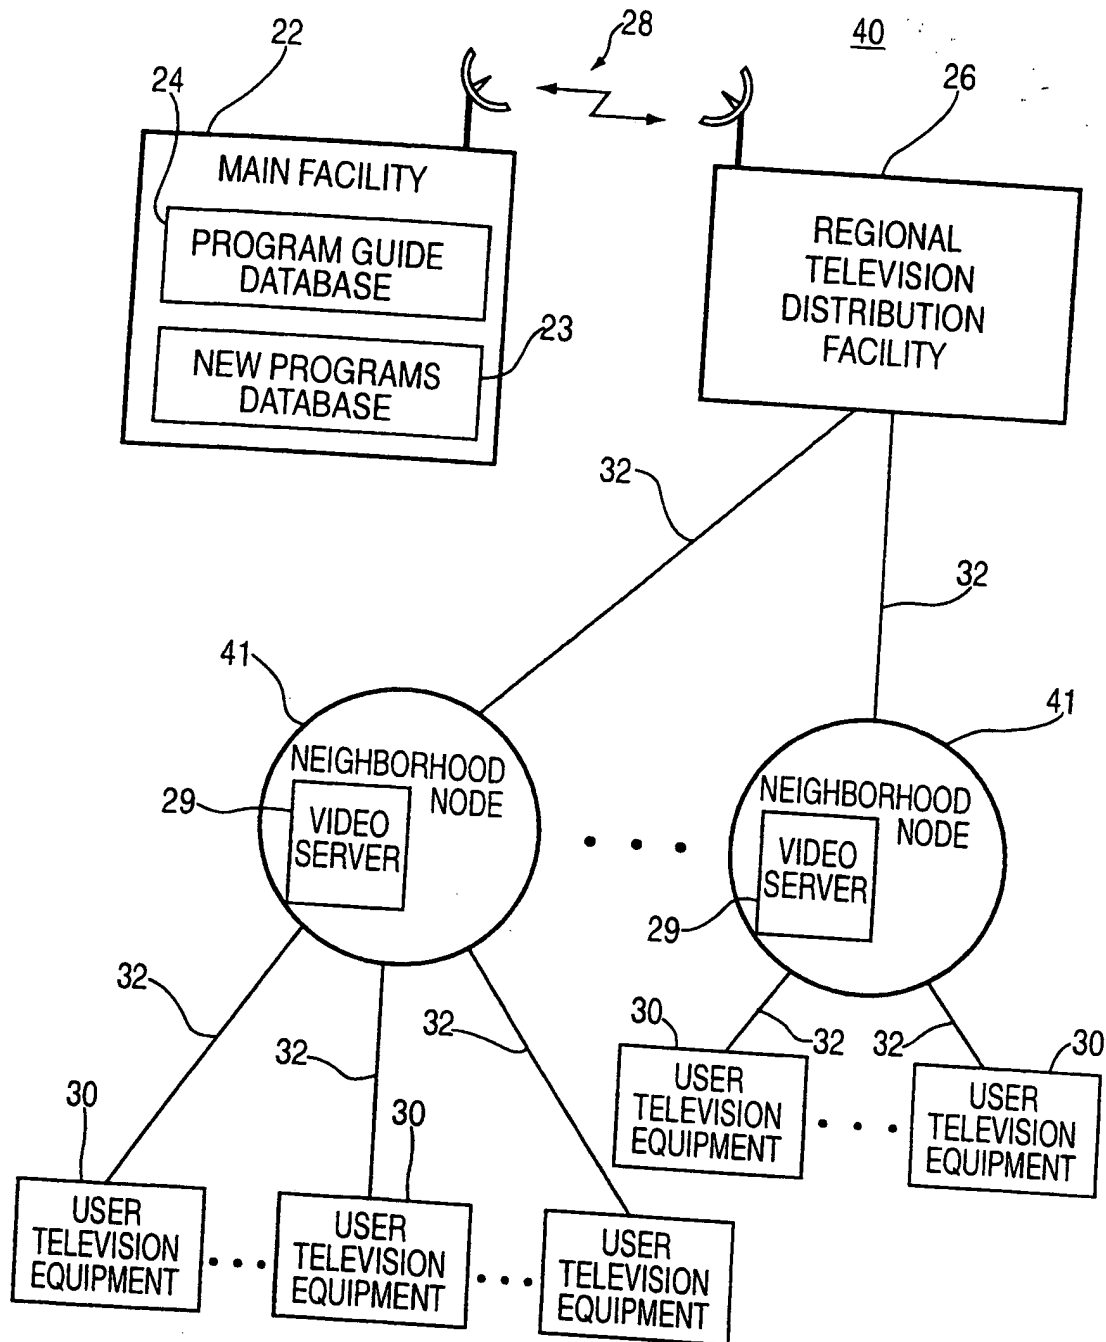 28
40
22
24
26
MAIN FACILITY
PROGRAM GUIDE
DATABASE
23
NEW PROGRAMS
DATABASE
REGIONAL
TELEVISION
DISTRIBUTION
FACILITY
32
32
41
NEIGHBORHOOD
NODE
29
VIDEO
SERVER
41
NEIGHBORHOOD
NODE
29
VIDEO
SERVER
32
32
32
30
USER
TELEVISION
EQUIPMENT
30
USER
TELEVISION
EQUIPMENT
USER
TELEVISION
EQUIPMENT
30
32
32
30
USER
TELEVISION
EQUIPMENT
USER
TELEVISION
EQUIPMENT